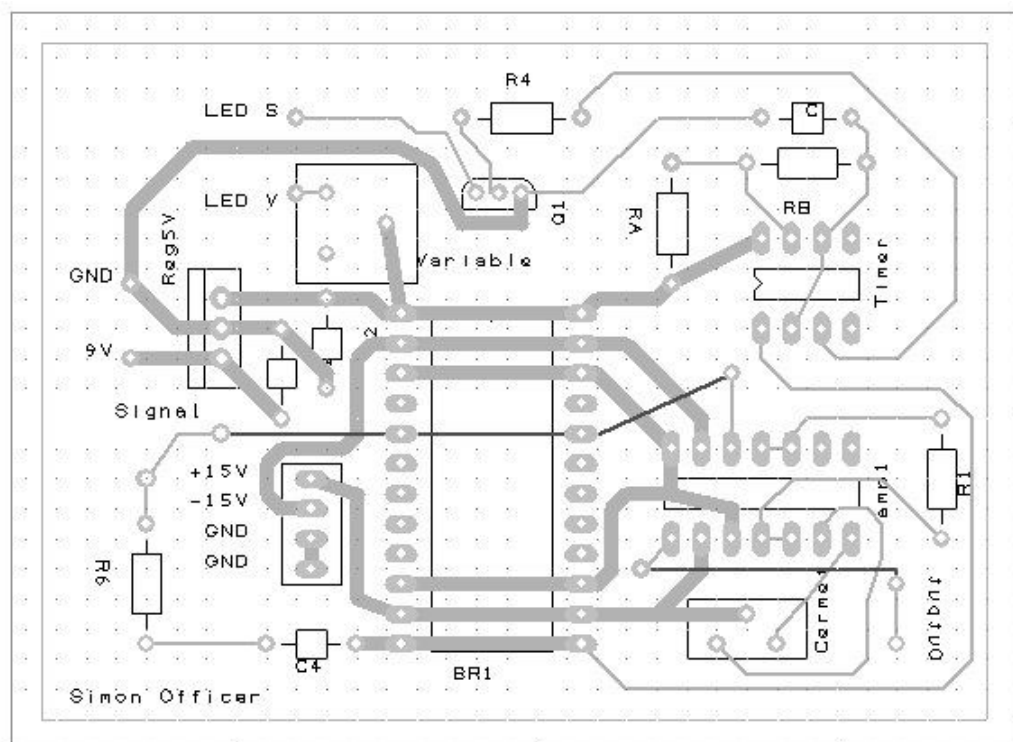 R4
LED S
C
LED V
Q1
RA
RB
Reg5V
Variable
Timer
GND
2
9V
Signal
+15V
-15V
GND
GND
R1
R6
Output
C4
BR1
Simon Officer